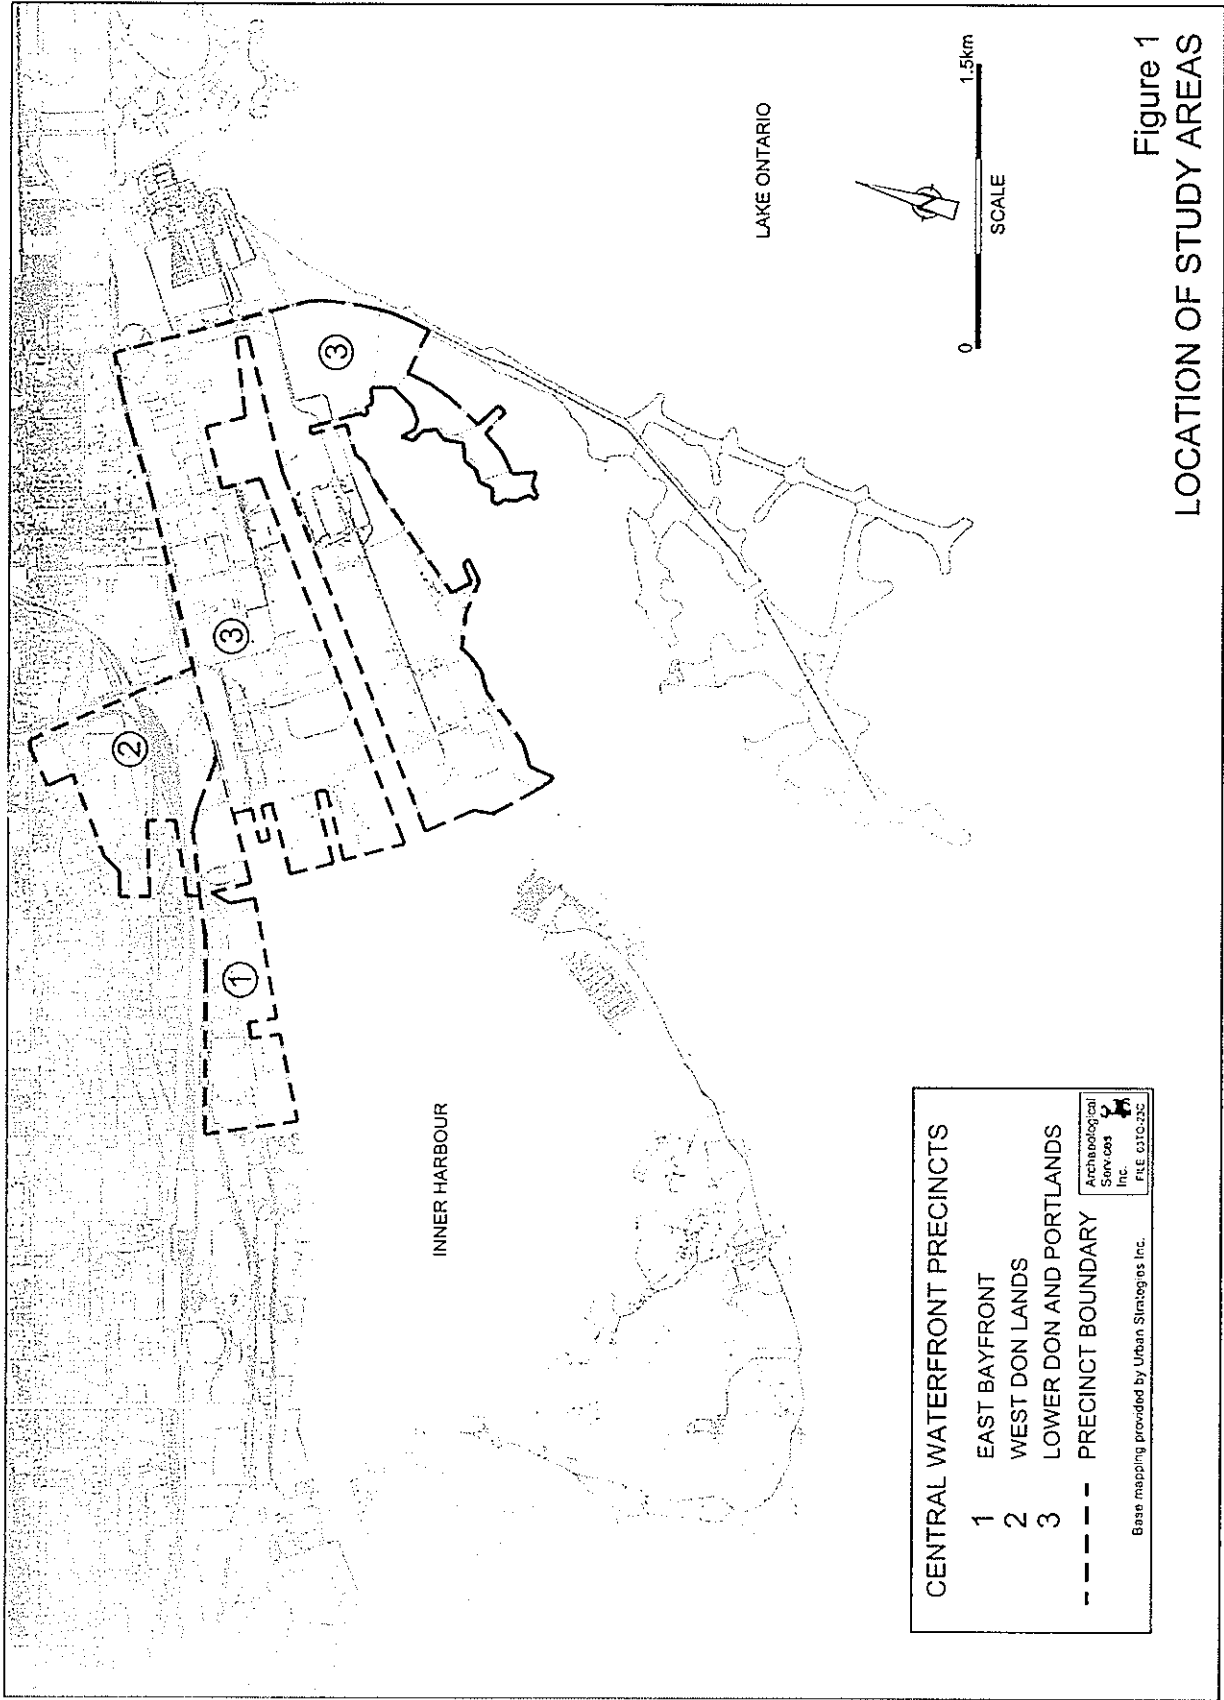 ②
③
③
①
LAKE ONTARIO
INNER HARBOUR
0
1.5km
SCALE
CENTRAL WATERFRONT PRECINCTS
1 EAST BAYFRONT
2 WEST DON LANDS
3 LOWER DON AND PORTLANDS
PRECINCT BOUNDARY
Archaeological
Services
Inc.
Base mapping provided by Urban Strategies Inc.
Figure 1
LOCATION OF STUDY AREAS